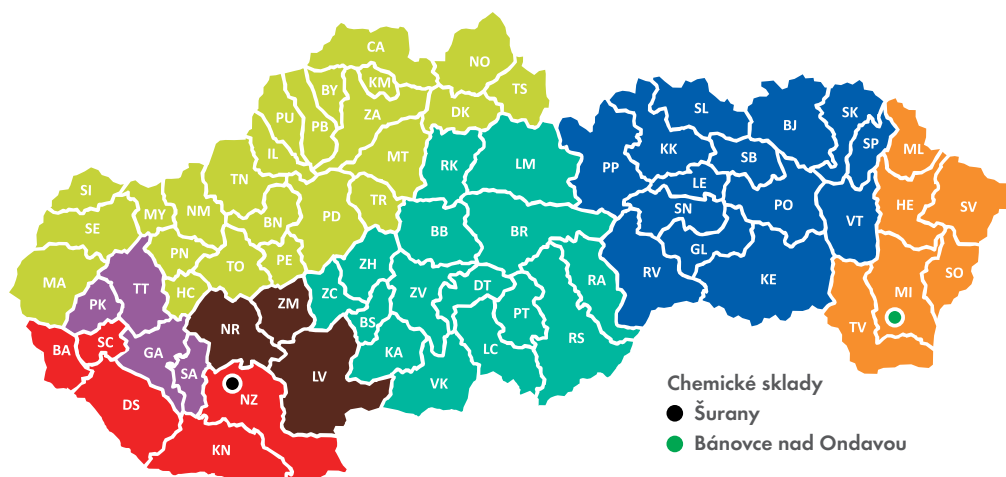 CA
NO
KM
BY
TS
PU
PB
ZA
DK
SL
BJ
SK
IL
MT
RK
LM
PP
KK
SB
SP
ML
TN
LE
SI
MY
NM
BN
PD
TR
SN
PO
HE
SV
SE
BB
BR
GL
VT
PN
TO
PE
ZH
RV
KE
SO
MA
TT
HC
ZC
ZV
DT
RA
PK
NR
ZM
BS
PT
MI
BA
SC
GA
SA
KA
LC
RS
TV
LV
VK
DS
NZ
KN
Chemické sklady
Šurany
Bánovce nad Ondavou